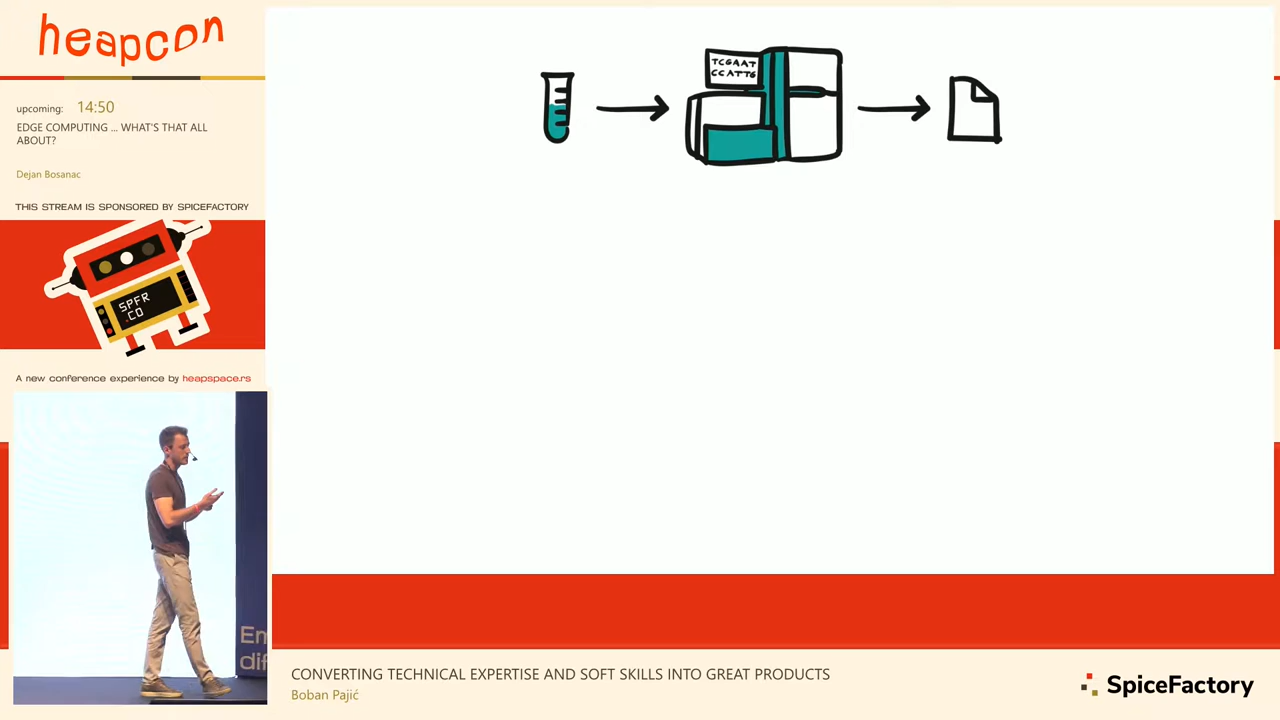 heapcon
upcoming: 14:50
EDGE COMPUTING ... WHAT'S THAT ALL
ABOUT?
Dejan Bosanac
THIS STREAM IS SPONSORED BY SPICEFACTORY
SPFR
.CO
A new conference experience by heapspace.rs
TCGAAT
CCATTG
Em
dif
CONVERTING TECHNICAL EXPERTISE AND SOFT SKILLS INTO GREAT PRODUCTS
Boban Pajić
SpiceFactory